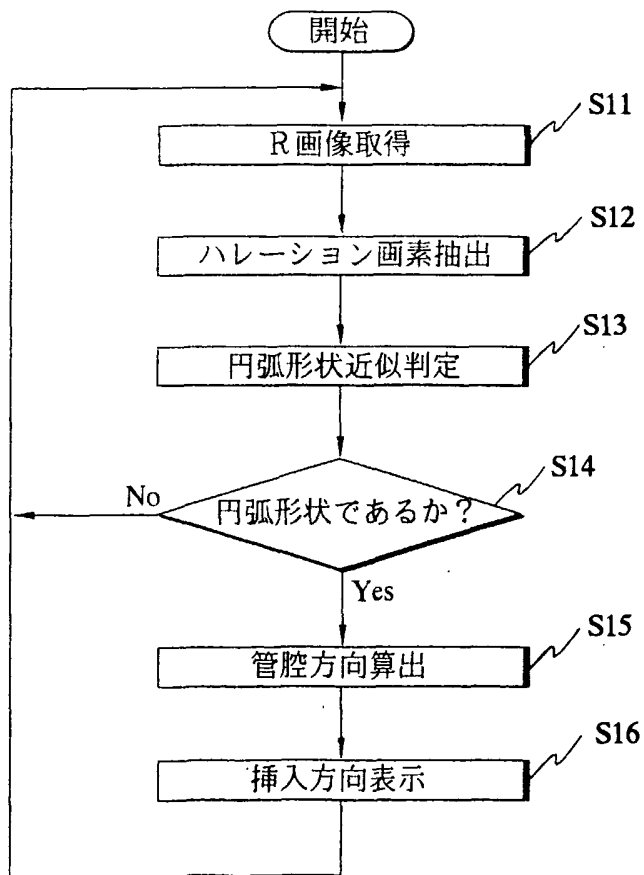 開始
S11
R画像取得
S12
ハレーション画素抽出
S13
円弧形状近似判定
S14
No
円弧形状であるか？
Yes
S15
管腔方向算出
S16
挿入方向表示